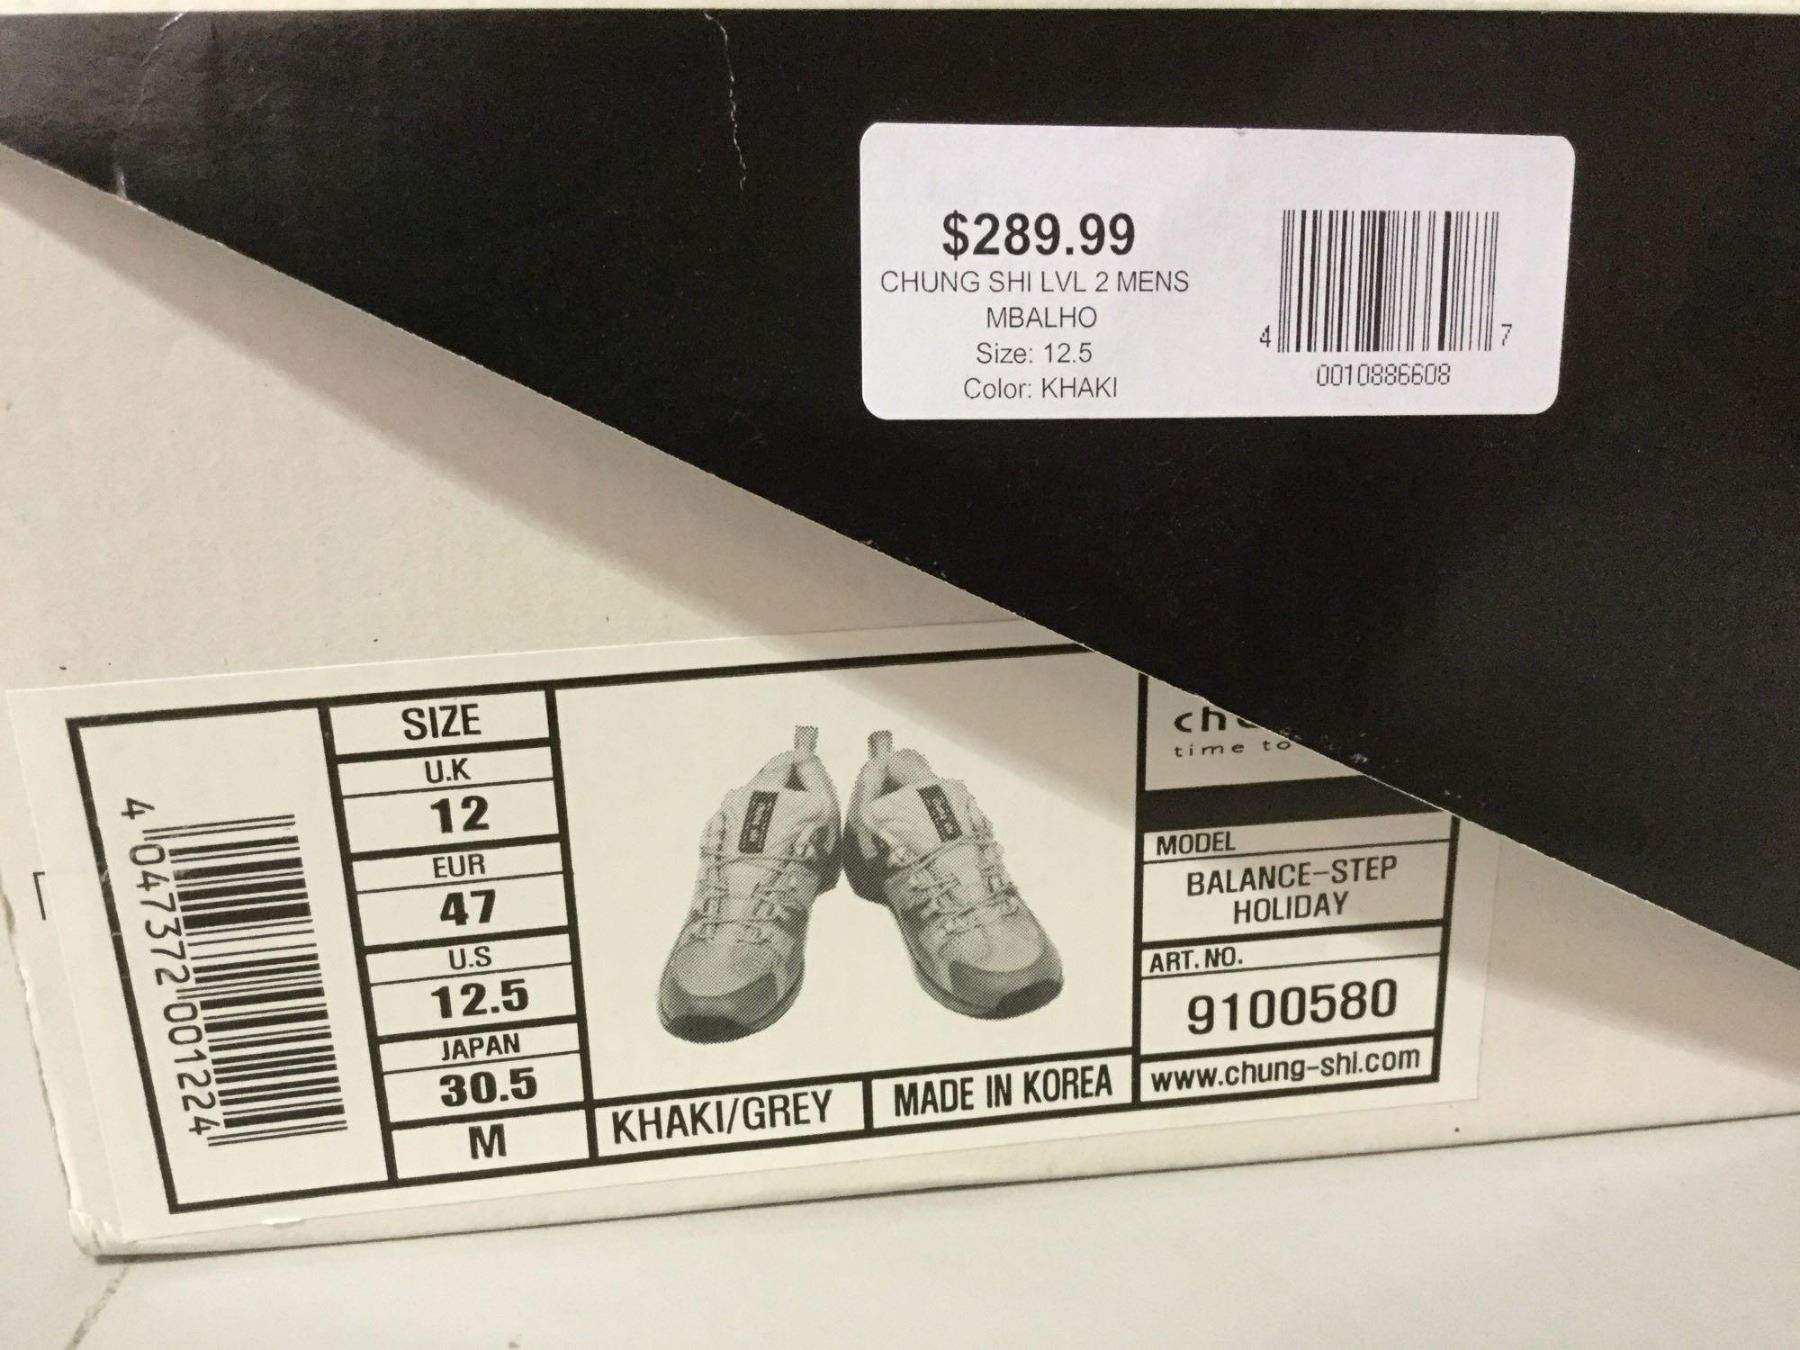 $289.99
CHUNG SHI LVL 2 MENS
MBALHO
Size: 12.5
Color: KHAKI
4 7
0010886608
4 047372 001224
SIZE
U.K
12
EUR
47
U.S
12.5
JAPAN
30.5
M
KHAKI/GREY
MADE IN KOREA
time to
MODEL
BALANCE-STEP
HOLIDAY
ART. NO.
9100580
www.chung-shi.com